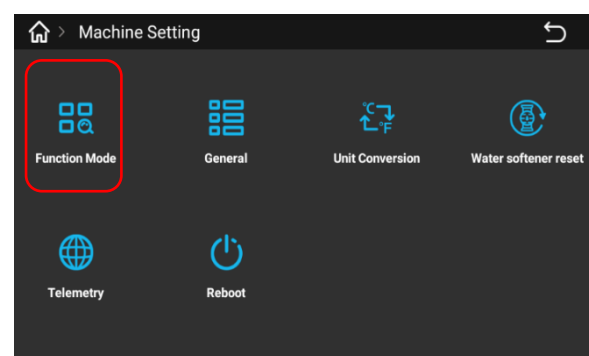 > Machine Setting
Function Mode
General
°C °F
Unit Conversion
Water softener reset
Telemetry
Reboot